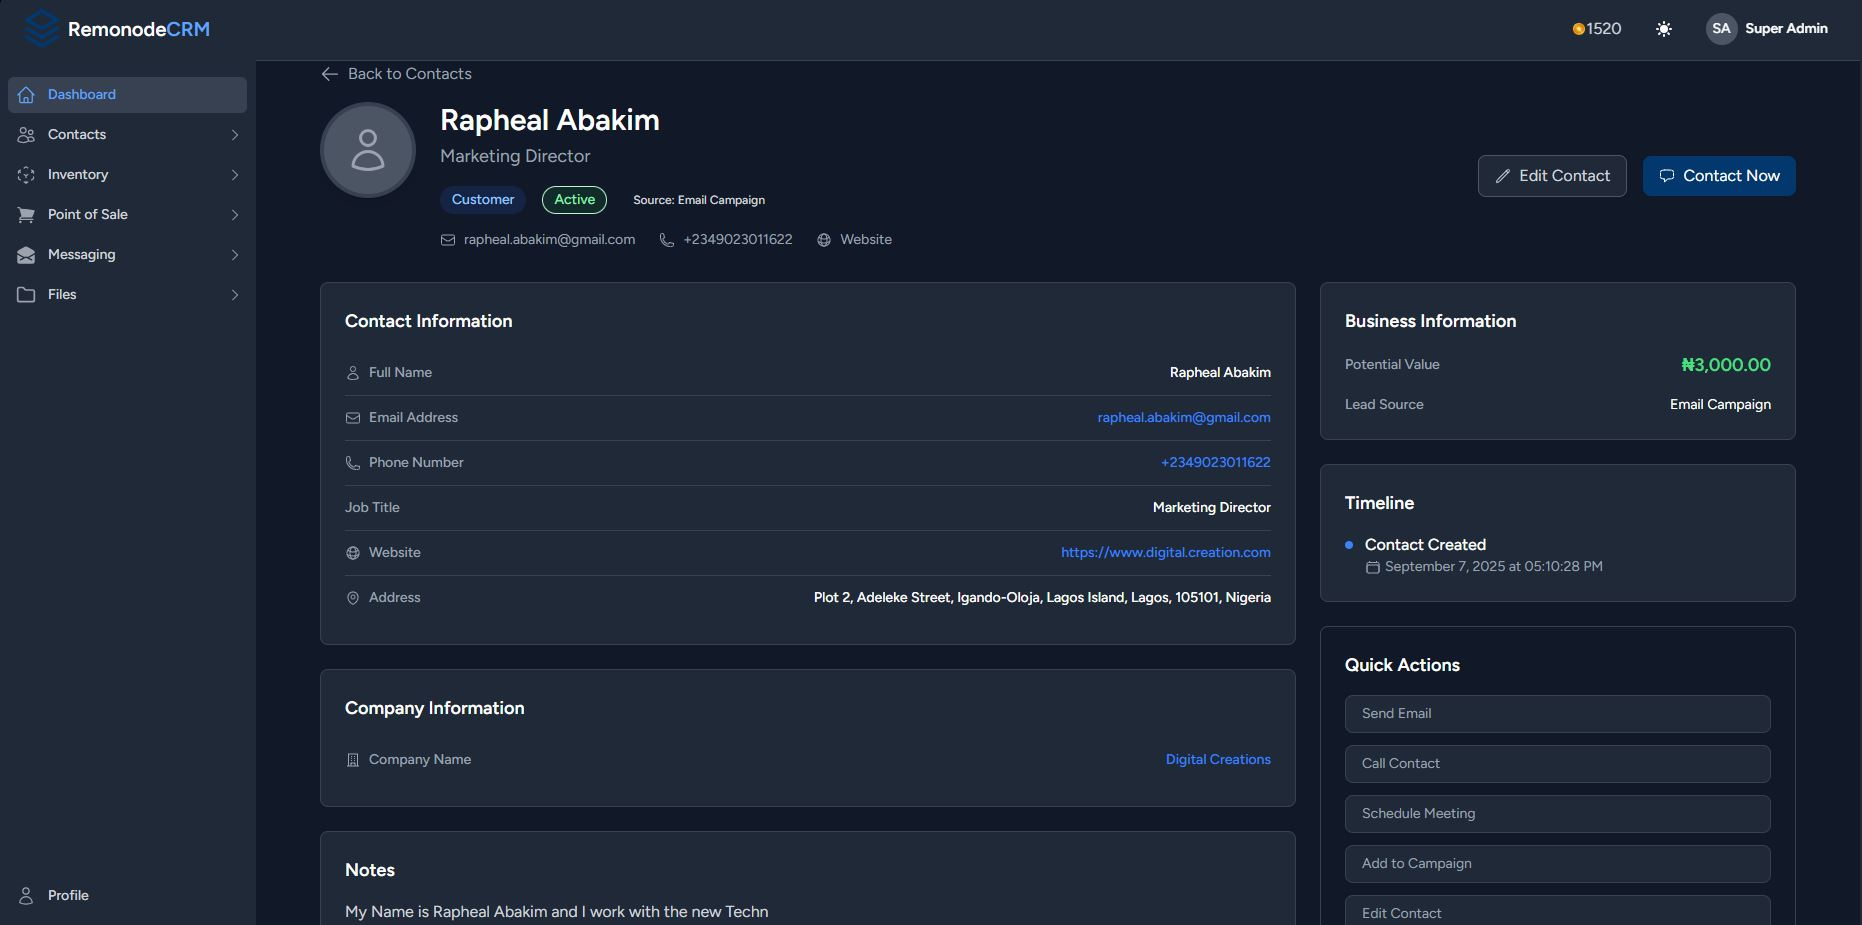 RemonodeCRM
1520
SA
Super Admin
Dashboard
Contacts
Inventory
Point of Sale
Messaging
Files
Profile
Back to Contacts
Rapheal Abakim
Marketing Director
Customer
Active
Source: Email Campaign
rapheal.abakim@gmail.com
+2349023011622
Website
Edit Contact
Contact Now
Contact Information
Full Name
Rapheal Abakim
Email Address
rapheal.abakim@gmail.com
Phone Number
+2349023011622
Job Title
Marketing Director
Website
https://www.digital.creation.com
Address
Plot 2, Adeleke Street, Igando-Oloja, Lagos Island, Lagos, 105101, Nigeria
Company Information
Company Name
Digital Creations
Notes
My Name is Rapheal Abakim and I work with the new Techn
Business Information
Potential Value
₦3,000.00
Lead Source
Email Campaign
Timeline
Contact Created
September 7, 2025 at 05:10:28 PM
Quick Actions
Send Email
Call Contact
Schedule Meeting
Add to Campaign
Edit Contact